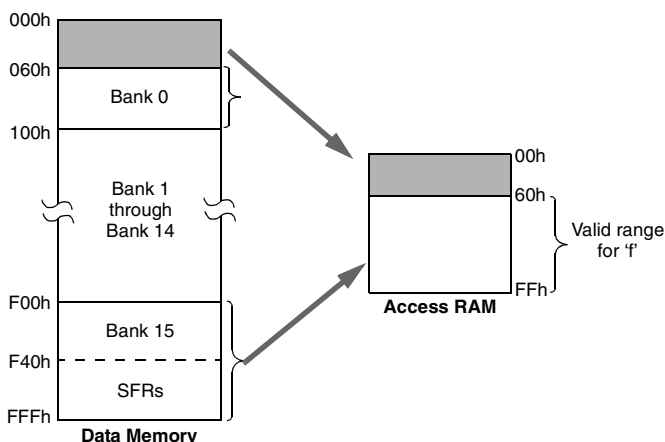 000h
060h
Bank 0
100h
Bank 1
through
Bank 14
F00h
Bank 15
F40h
SFRs
FFFh
Data Memory
00h
60h
Valid range
for ‘f’
FFh
Access RAM